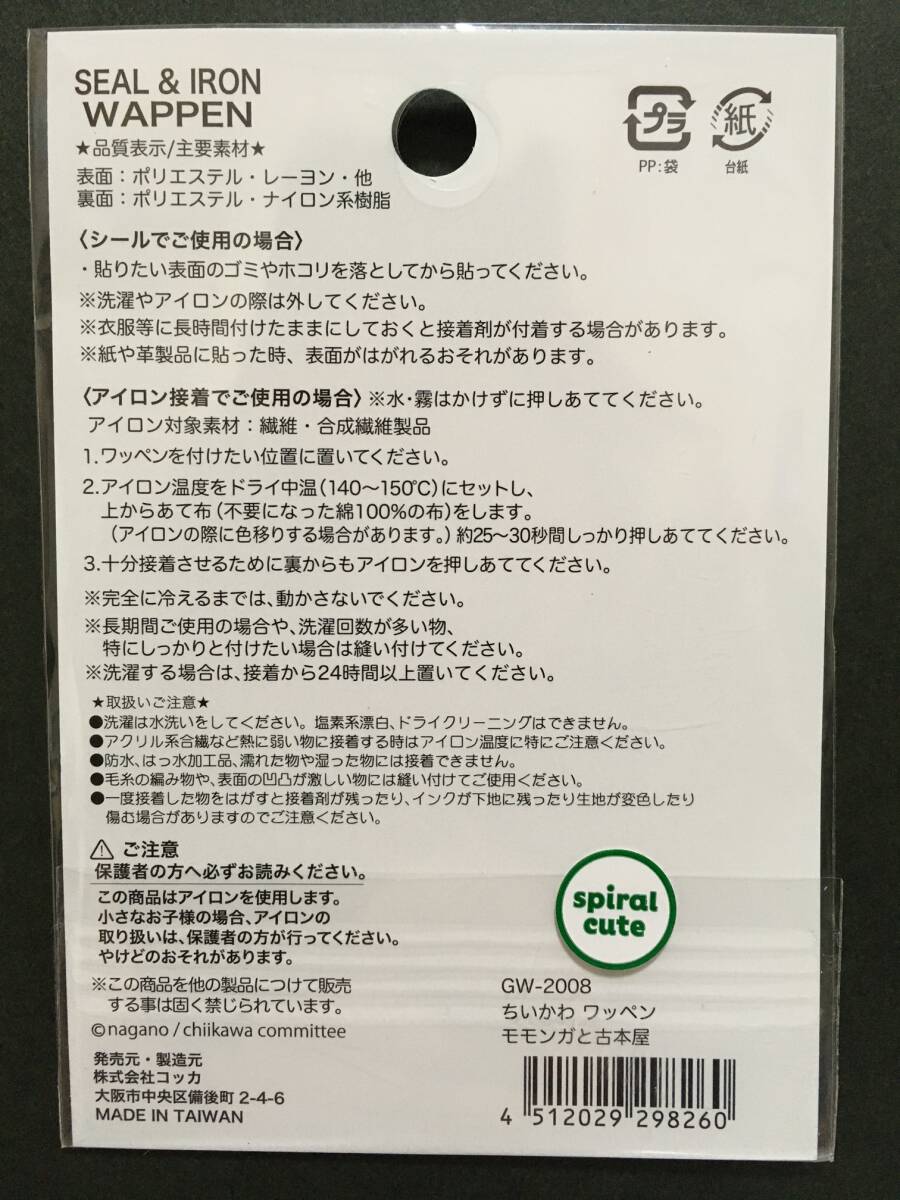 SEAL & IRON
WAPPEN
★品質表示/主要素材★
表面：ポリエステル・レーヨン・他
裏面：ポリエステル・ナイロン系樹脂
プラ
PP：袋
紙
台紙
〈シールでご使用の場合〉
・貼りたい表面のゴミやホコリを落としてから貼ってください。
※洗濯やアイロンの際は外してください。
※衣服等に長時間付けたままにしておくと接着剤が付着する場合があります。
※紙や革製品に貼った時、表面がはがれるおそれがあります。
〈アイロン接着でご使用の場合〉※水・霧はかけずに押しあててください。
アイロン対象素材：繊維・合成繊維製品
1.ワッペンを付けたい位置に置いてください。
2.アイロン温度をドライ中温（140〜150℃）にセットし、
上からあて布（不要になった綿100%の布）をします。
（アイロンの際に色移りする場合があります。）約25〜30秒間しっかり押しあててください。
3.十分接着させるために裏からもアイロンを押しあててください。
※完全に冷えるまでは、動かさないでください。
※長期間ご使用の場合や、洗濯回数が多い物、
特にしっかりと付けたい場合は縫い付けてください。
※洗濯する場合は、接着から24時間以上置いてください。
★取扱いご注意★
●洗濯は水洗いをしてください。塩素系漂白、ドライクリーニングはできません。
●アクリル系合繊など熱に弱い物に接着する時はアイロン温度に特にご注意ください。
●防水、はっ水加工品、濡れた物や湿った物には接着できません。
●毛糸の編み物や、表面の凹凸が激しい物には縫い付けてご使用ください。
●一度接着した物をはがすと接着剤が残ったり、インクが下地に残ったり生地が変色したり
傷む場合がありますのでご注意ください。
⚠ ご注意
保護者の方へ必ずお読みください。
この商品はアイロンを使用します。
小さなお子様の場合、アイロンの
取り扱いは、保護者の方が行ってください。
やけどのおそれがあります。
※この商品を他の製品につけて販売
する事は固く禁じられています。
©nagano / chiikawa committee
発売元・製造元
株式会社コッカ
大阪市中央区備後町 2-4-6
MADE IN TAIWAN
spiral
cute
GW-2008
ちいかわ ワッペン
モモンガと古本屋
4 512029 298260